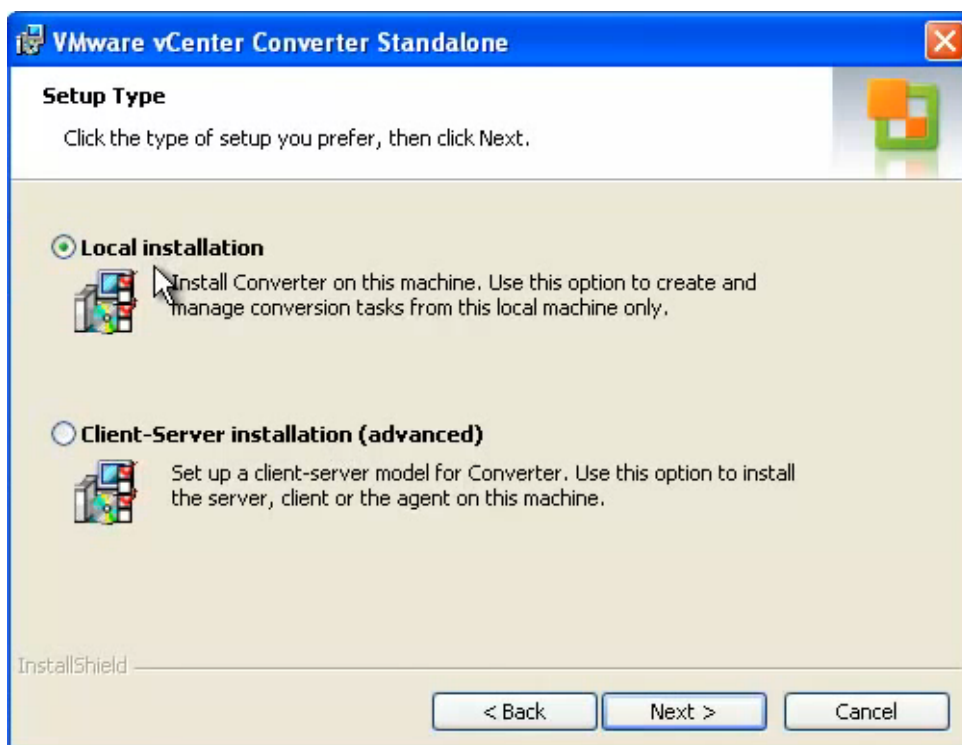 VMware vCenter Converter Standalone
Setup Type
Click the type of setup you prefer, then click Next.
Local installation
Install Converter on this machine. Use this option to create and
manage conversion tasks from this local machine only.
Client-Server installation (advanced)
Set up a client-server model for Converter. Use this option to install
the server, client or the agent on this machine.
InstallShield
< Back
Next >
Cancel